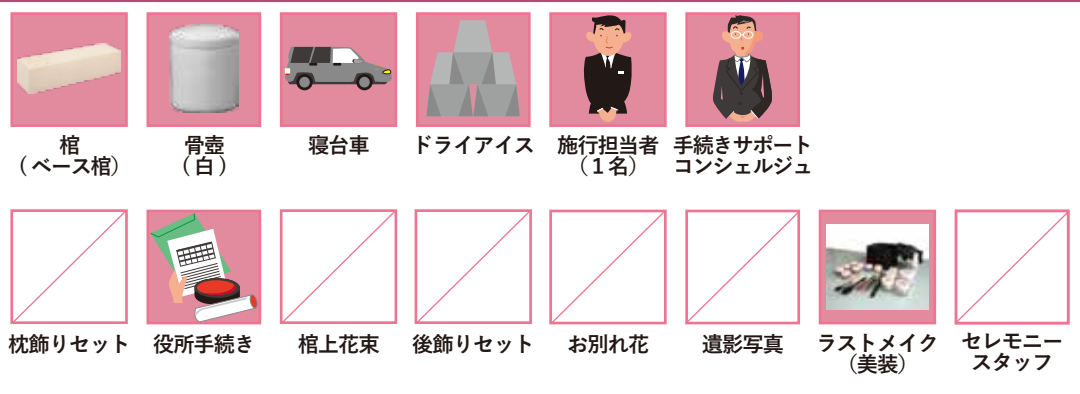 棺
（ベース棺）
骨壺
（白）
寝台車
ドライアイス
施行担当者
（１名）
手続きサポート
コンシェルジュ
枕飾りセット
役所手続き
棺上花束
後飾りセット
お別れ花
遺影写真
ラストメイク
（美装）
セレモニー
スタッフ